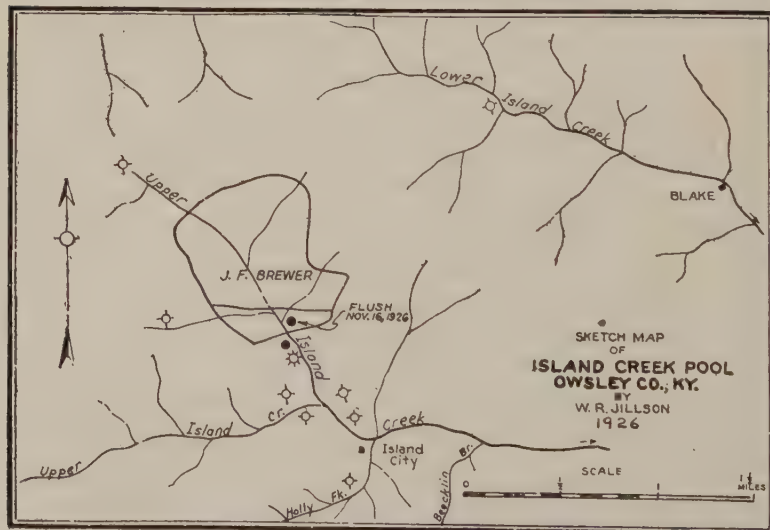 Lower Island Creek
BLAKE
Upper Island Creek
J. F. BREWER
FLUSH
NOV. 16, 1926
Upper Island Cr.
Island
City
Holly Fk.
Br.
SKETCH MAP
OF
ISLAND CREEK POOL
OWSLEY CO., KY.
BY
W. R. JILLSON
1926
SCALE
0 ½ 1 1½
MILES